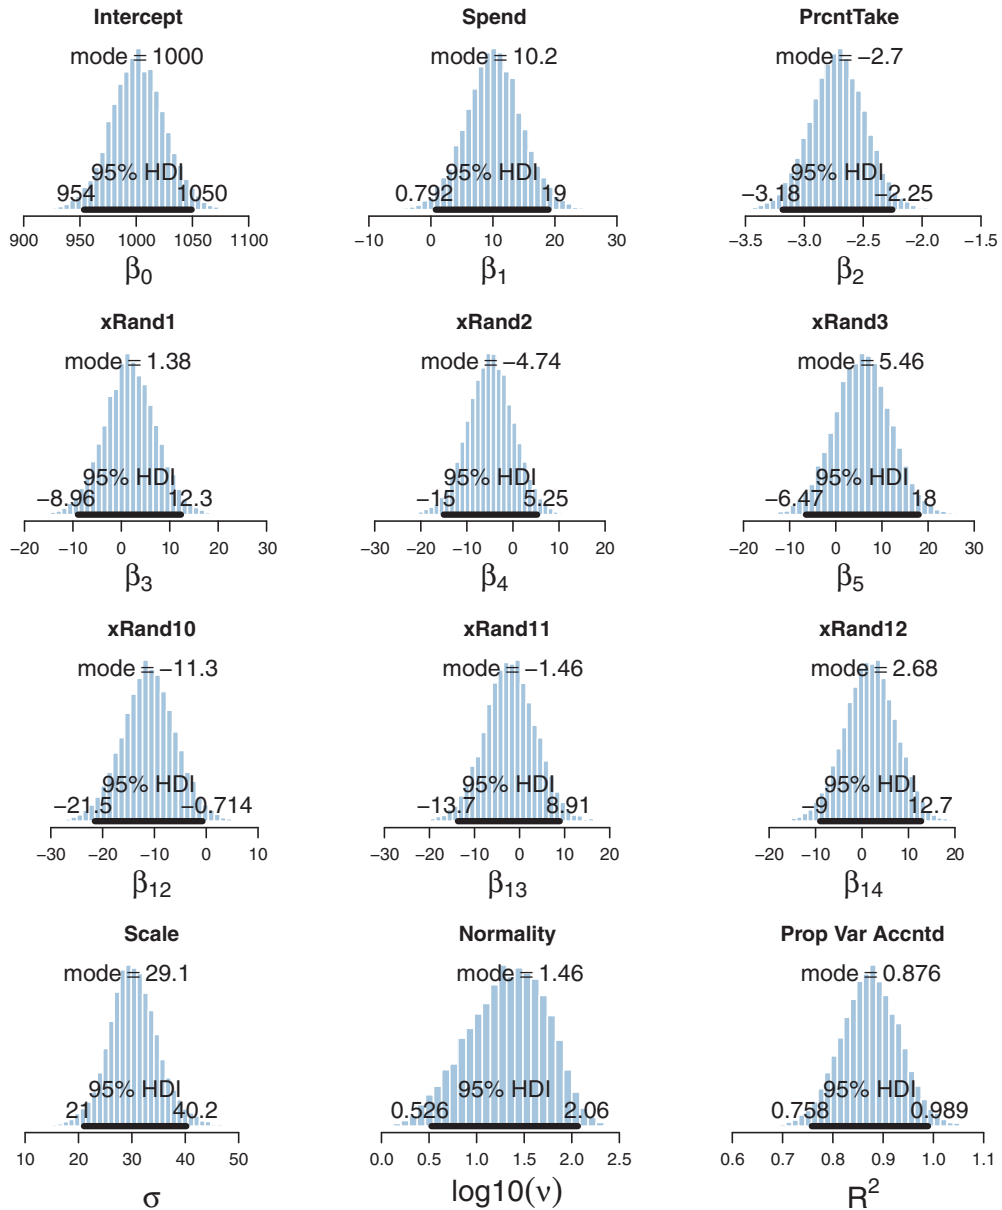 Intercept
mode = 1000
95% HDI
954 1050
900 950 1000 1050 1100
β0
Spend
mode = 10.2
95% HDI
0.792 19
−10 0 10 20 30
β1
PrcntTake
mode = −2.7
95% HDI
−3.18 −2.25
−3.5 −3.0 −2.5 −2.0 −1.5
β2
xRand1
mode = 1.38
95% HDI
−8.96 12.3
−20 −10 0 10 20 30
β3
xRand2
mode = −4.74
95% HDI
−15 5.25
−30 −20 −10 0 10 20
β4
xRand3
mode = 5.46
95% HDI
−6.47 18
−20 −10 0 10 20 30
β5
xRand10
mode = −11.3
95% HDI
−21.5 −0.714
−30 −20 −10 0 10
β12
xRand11
mode = −1.46
95% HDI
−13.7 8.91
−30 −20 −10 0 10 20
β13
xRand12
mode = 2.68
95% HDI
−9 12.7
−20 −10 0 10 20
β14
Scale
mode = 29.1
95% HDI
21 40.2
10 20 30 40 50
σ
Normality
mode = 1.46
95% HDI
0.526 2.06
0.0 0.5 1.0 1.5 2.0 2.5
log10(ν)
Prop Var Accntd
mode = 0.876
95% HDI
0.758 0.989
0.6 0.7 0.8 0.9 1.0 1.1
R²